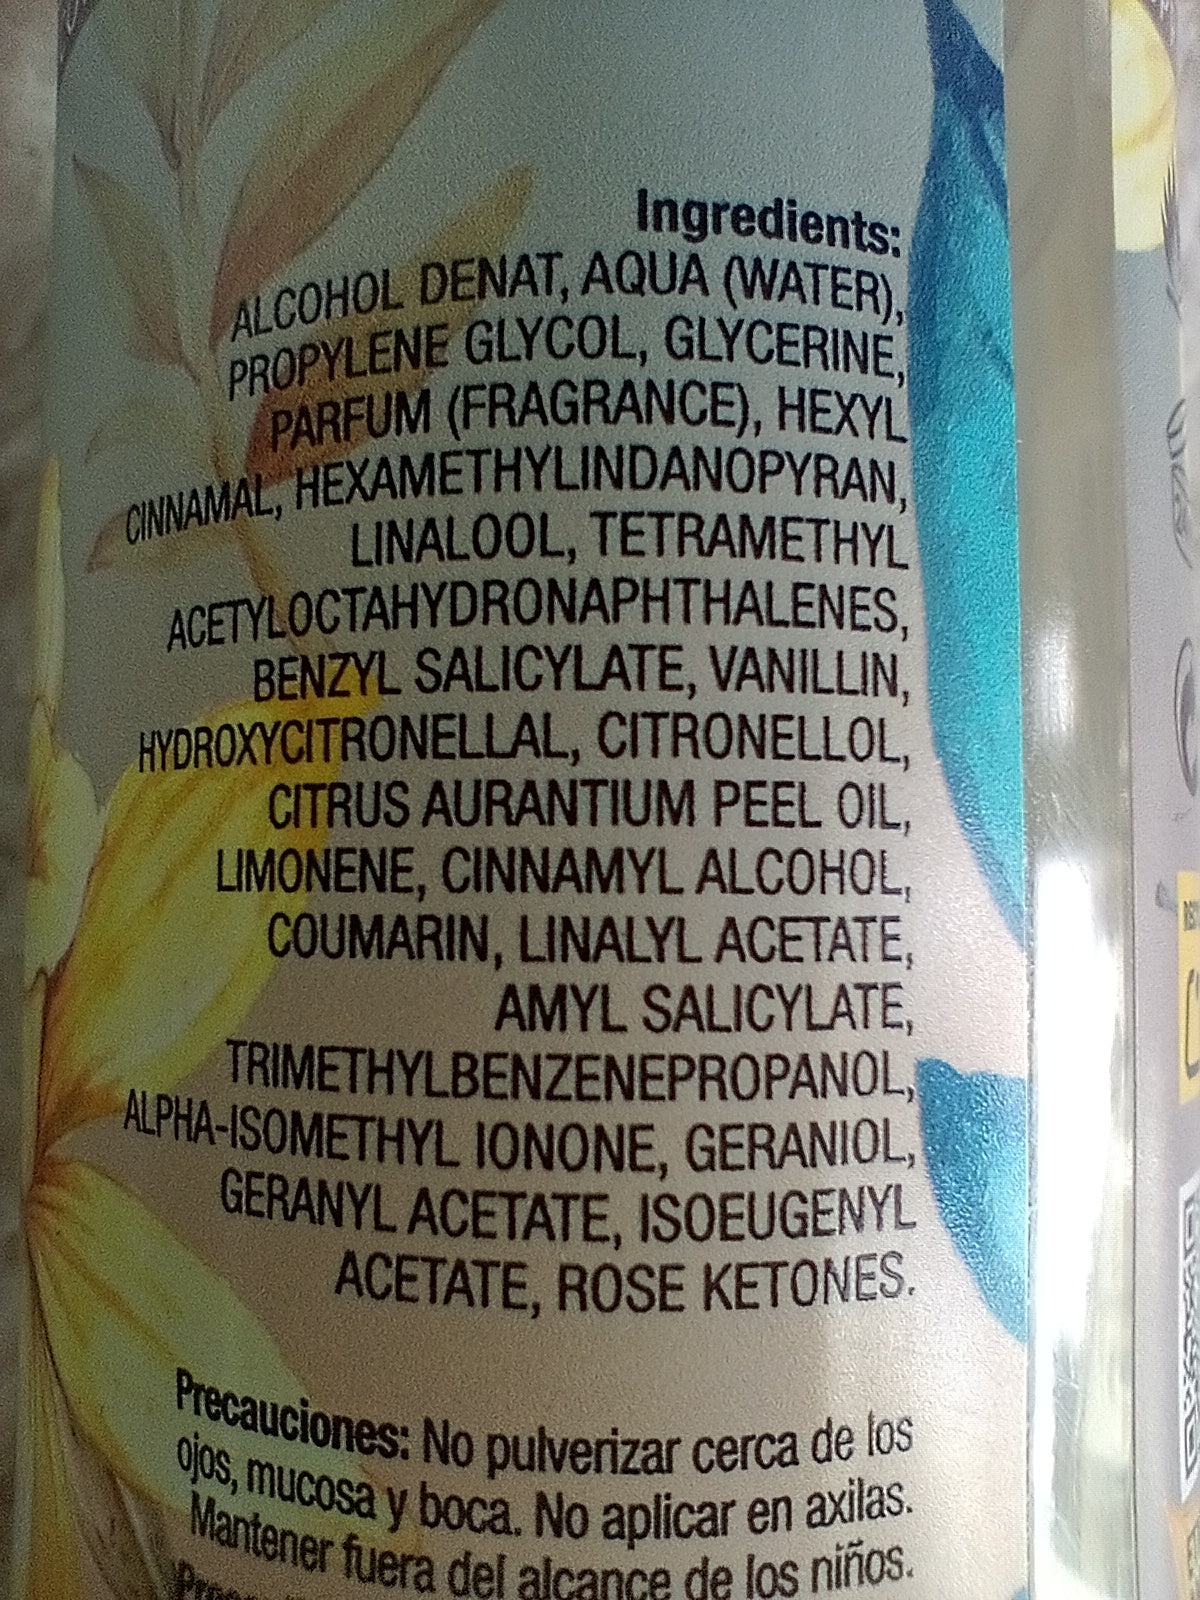 Ingredients:
ALCOHOL DENAT, AQUA (WATER),
PROPYLENE GLYCOL, GLYCERINE,
PARFUM (FRAGRANCE), HEXYL
CINNAMAL, HEXAMETHYLINDANOPYRAN,
LINALOOL, TETRAMETHYL
ACETYLOCTAHYDRONAPHTHALENES,
BENZYL SALICYLATE, VANILLIN,
HYDROXYCITRONELLAL, CITRONELLOL,
CITRUS AURANTIUM PEEL OIL,
LIMONENE, CINNAMYL ALCOHOL,
COUMARIN, LINALYL ACETATE,
AMYL SALICYLATE,
TRIMETHYLBENZENEPROPANOL,
ALPHA-ISOMETHYL IONONE, GERANIOL,
GERANYL ACETATE, ISOEUGENYL
ACETATE, ROSE KETONES.
Precauciones: No pulverizar cerca de los
ojos, mucosa y boca. No aplicar en axilas.
Mantener fuera del alcance de los niños.